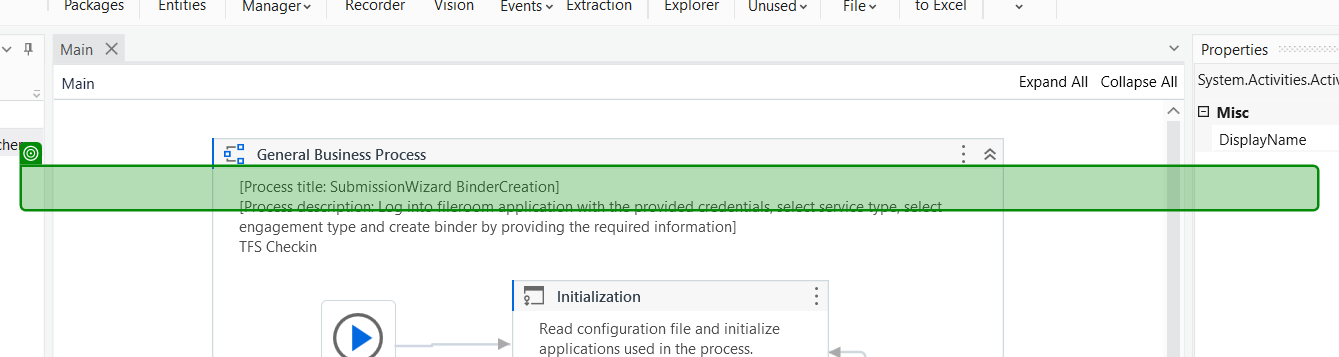 Packages Entities Manager Recorder Vision Events Extraction Explorer Unused File to Excel
Main
Properties
Main Expand All Collapse All
System.Activities.Activ
Misc
DisplayName
General Business Process
[Process title: SubmissionWizard BinderCreation]
[Process description: Log into fileroom application with the provided credentials, select service type, select
engagement type and create binder by providing the required information]
TFS Checkin
Initialization
Read configuration file and initialize
applications used in the process.